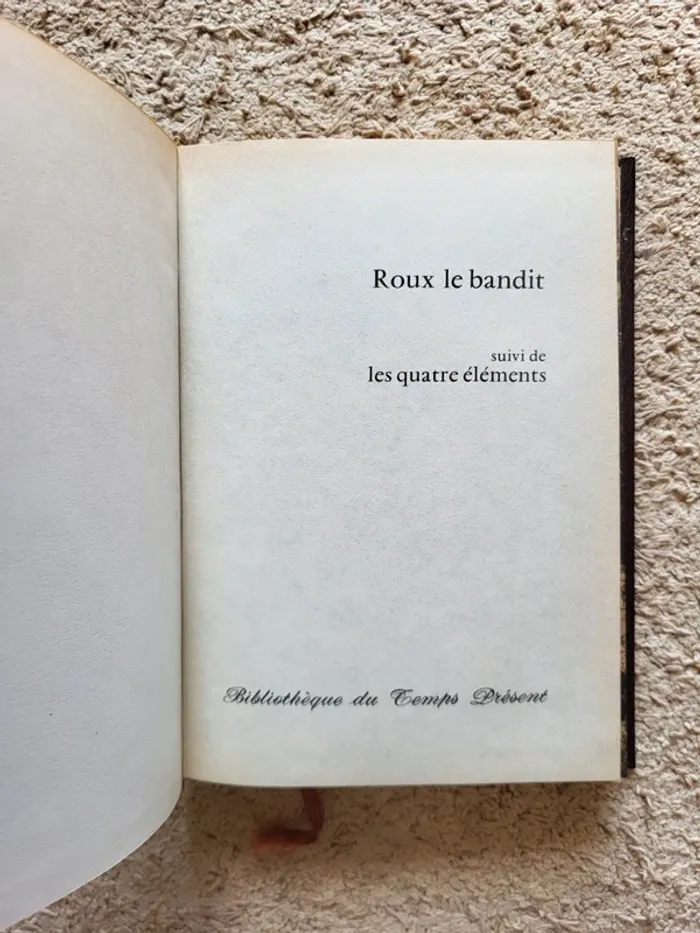 Roux le bandit
suivi de
les quatre éléments
Bibliothèque du Temps Présent